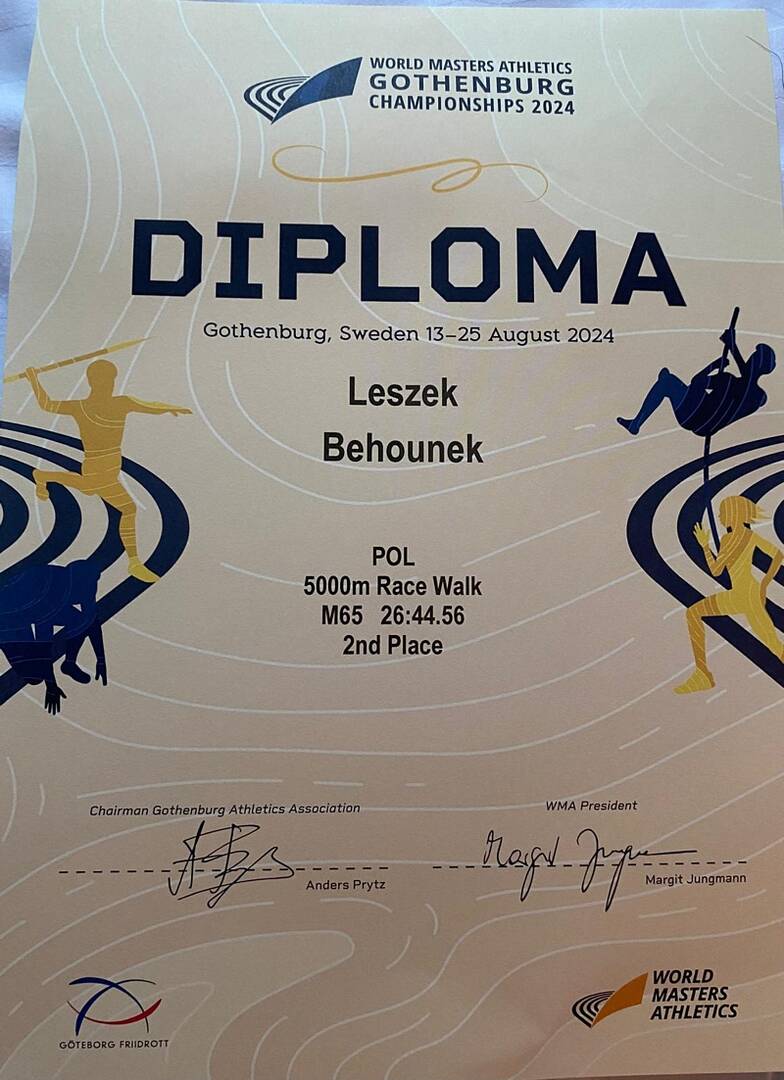 WORLD MASTERS ATHLETICS
GOTHENBURG
CHAMPIONSHIPS 2024
DIPLOMA
Gothenburg, Sweden 13–25 August 2024
Leszek
Behounek
POL
5000m Race Walk
M65 26:44.56
2nd Place
Chairman Gothenburg Athletics Association
Anders Prytz
WMA President
Margit Jungmann
GÖTEBORG FRIIDROTT
WORLD
MASTERS
ATHLETICS